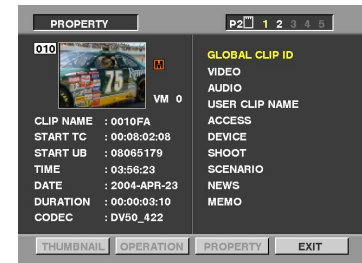 PROPERTY
P2 1 2 3 4 5
010
75
M
VM 0
CLIP NAME : 0010FA
START TC : 00:08:02:08
START UB : 08065179
TIME : 03:56:23
DATE : 2004-APR-23
DURATION : 00:00:03:10
CODEC : DV50_422
GLOBAL CLIP ID
VIDEO
AUDIO
USER CLIP NAME
ACCESS
DEVICE
SHOOT
SCENARIO
NEWS
MEMO
THUMBNAIL OPERATION PROPERTY EXIT